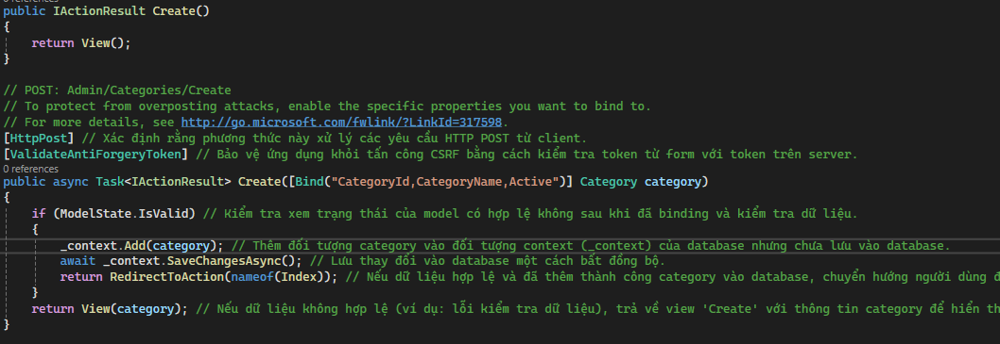 0 references
public IActionResult Create()
{
return View();
}
// POST: Admin/Categories/Create
// To protect from overposting attacks, enable the specific properties you want to bind to.
// For more details, see http://go.microsoft.com/fwlink/?LinkId=317598.
[HttpPost] // Xác định rằng phương thức này xử lý các yêu cầu HTTP POST từ client.
[ValidateAntiForgeryToken] // Bảo vệ ứng dụng khỏi tấn công CSRF bằng cách kiểm tra token từ form với token trên server.
0 references
public async Task<IActionResult> Create([Bind("CategoryId,CategoryName,Active")] Category category)
{
if (ModelState.IsValid) // Kiểm tra xem trạng thái của model có hợp lệ không sau khi đã binding và kiểm tra dữ liệu.
{
_context.Add(category); // Thêm đối tượng category vào đối tượng context (_context) của database nhưng chưa lưu vào database.
await _context.SaveChangesAsync(); // Lưu thay đổi vào database một cách bất đồng bộ.
return RedirectToAction(nameof(Index)); // Nếu dữ liệu hợp lệ và đã thêm thành công category vào database, chuyển hướng người dùng
}
return View(category); // Nếu dữ liệu không hợp lệ (ví dụ: lỗi kiểm tra dữ liệu), trả về view 'Create' với thông tin category để hiển
}